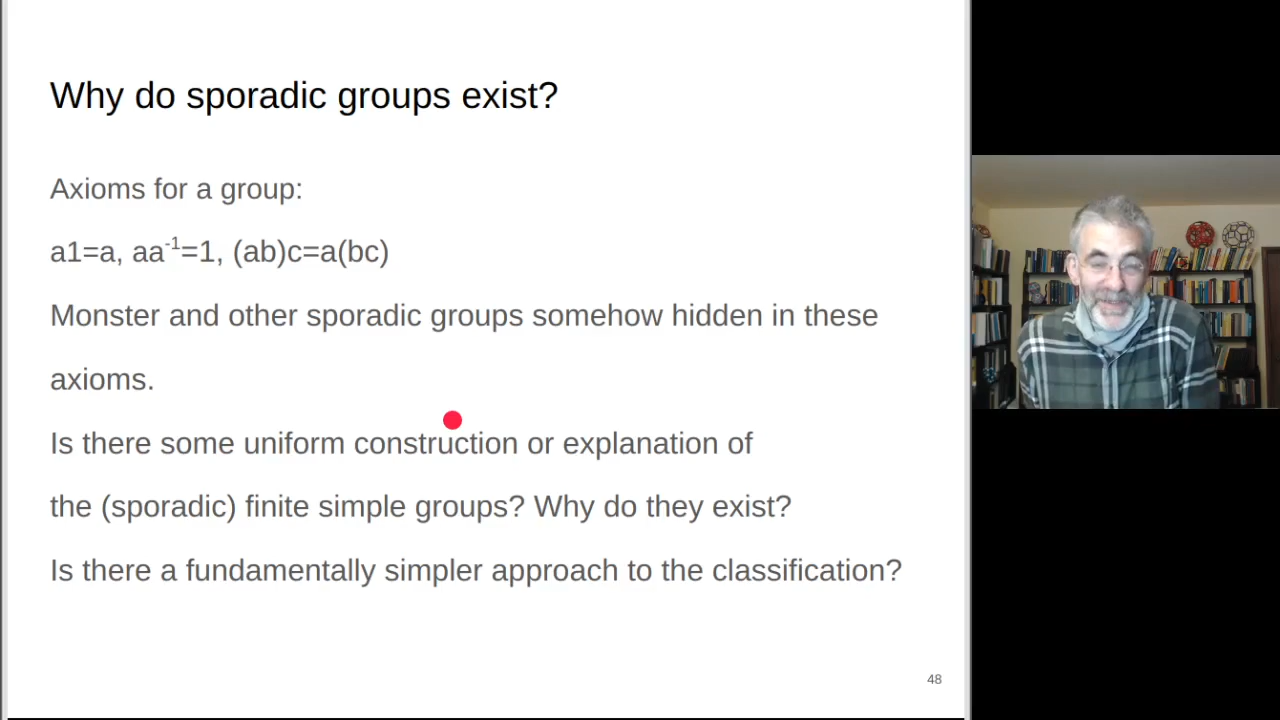 Why do sporadic groups exist?
Axioms for a group:
a1=a, aa⁻¹=1, (ab)c=a(bc)
Monster and other sporadic groups somehow hidden in these
axioms.
Is there some uniform construction or explanation of
the (sporadic) finite simple groups? Why do they exist?
Is there a fundamentally simpler approach to the classification?
48